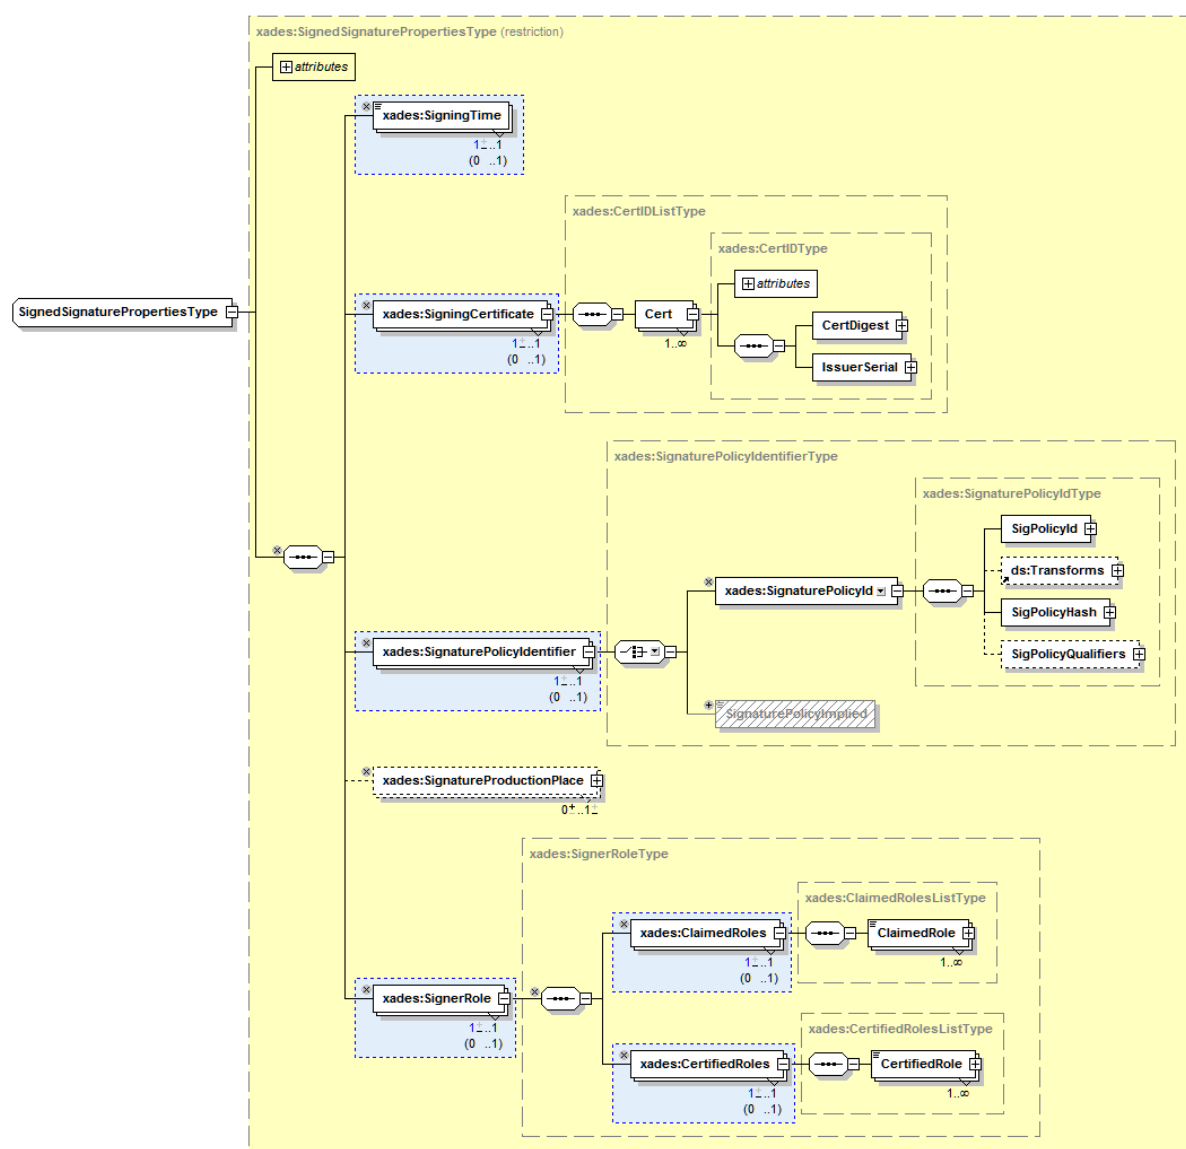 xades:SignedSignaturePropertiesType (restriction)
attributes
xades:SigningTime
1±..1
(0 ..1)
xades:CertIDListType
xades:CertIDType
attributes
SignedSignaturePropertiesType
xades:SigningCertificate
Cert
CertDigest
1±..1
1..∞
(0 ..1)
IssuerSerial
xades:SignaturePolicyIdentifierType
xades:SignaturePolicyIdType
SigPolicyId
ds:Transforms
xades:SignaturePolicyId
SigPolicyHash
xades:SignaturePolicyIdentifier
SigPolicyQualifiers
1±..1
(0 ..1)
SignaturePolicyImplied
xades:SignatureProductionPlace
0±..1±
xades:SignerRoleType
xades:ClaimedRolesListType
xades:ClaimedRoles
ClaimedRole
1±..1
1..∞
(0 ..1)
xades:SignerRole
1±..1
(0 ..1)
xades:CertifiedRolesListType
xades:CertifiedRoles
CertifiedRole
1±..1
1..∞
(0 ..1)